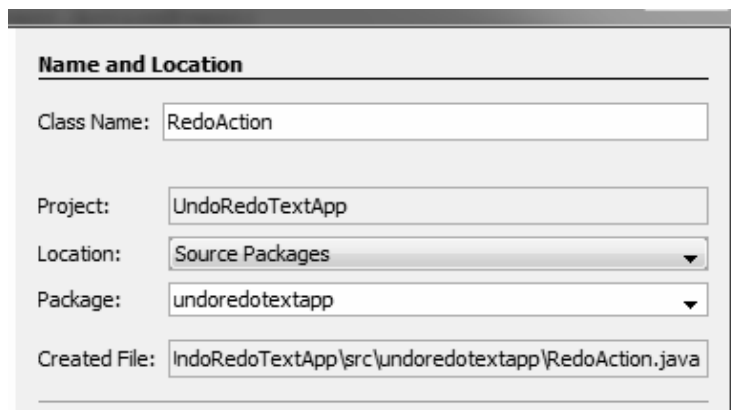 Name and Location
Class Name: RedoAction
Project: UndoRedoTextApp
Location: Source Packages
Package: undoredotextapp
Created File: IndoRedoTextApp\src\undoredotextapp\RedoAction.java